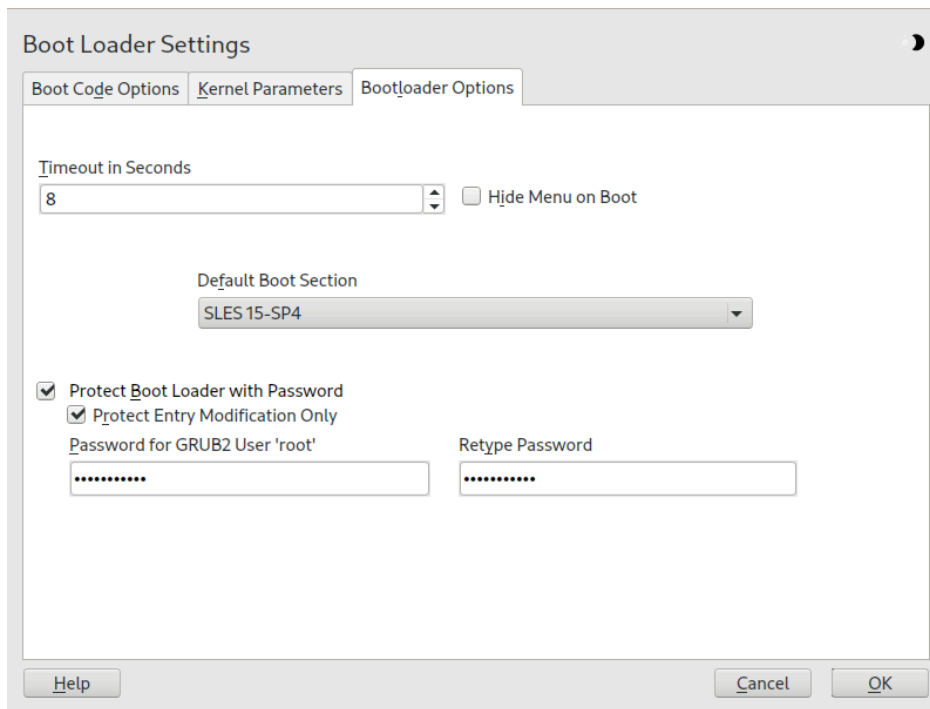 Boot Loader Settings
Boot Code Options Kernel Parameters Bootloader Options
Timeout in Seconds
8 Hide Menu on Boot
Default Boot Section
SLES 15-SP4
Protect Boot Loader with Password
Protect Entry Modification Only
Password for GRUB2 User 'root' Retype Password
••••••••••• •••••••••••
Help Cancel OK